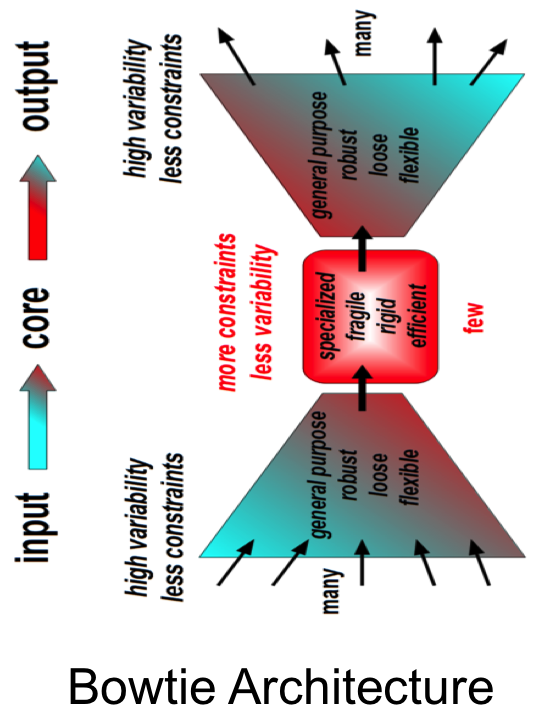 input
core
output
high variability
less constraints
more constraints
less variability
high variability
less constraints
many
general purpose
robust
loose
flexible
specialized
fragile
rigid
efficient
few
general purpose
robust
loose
flexible
many
Bowtie Architecture